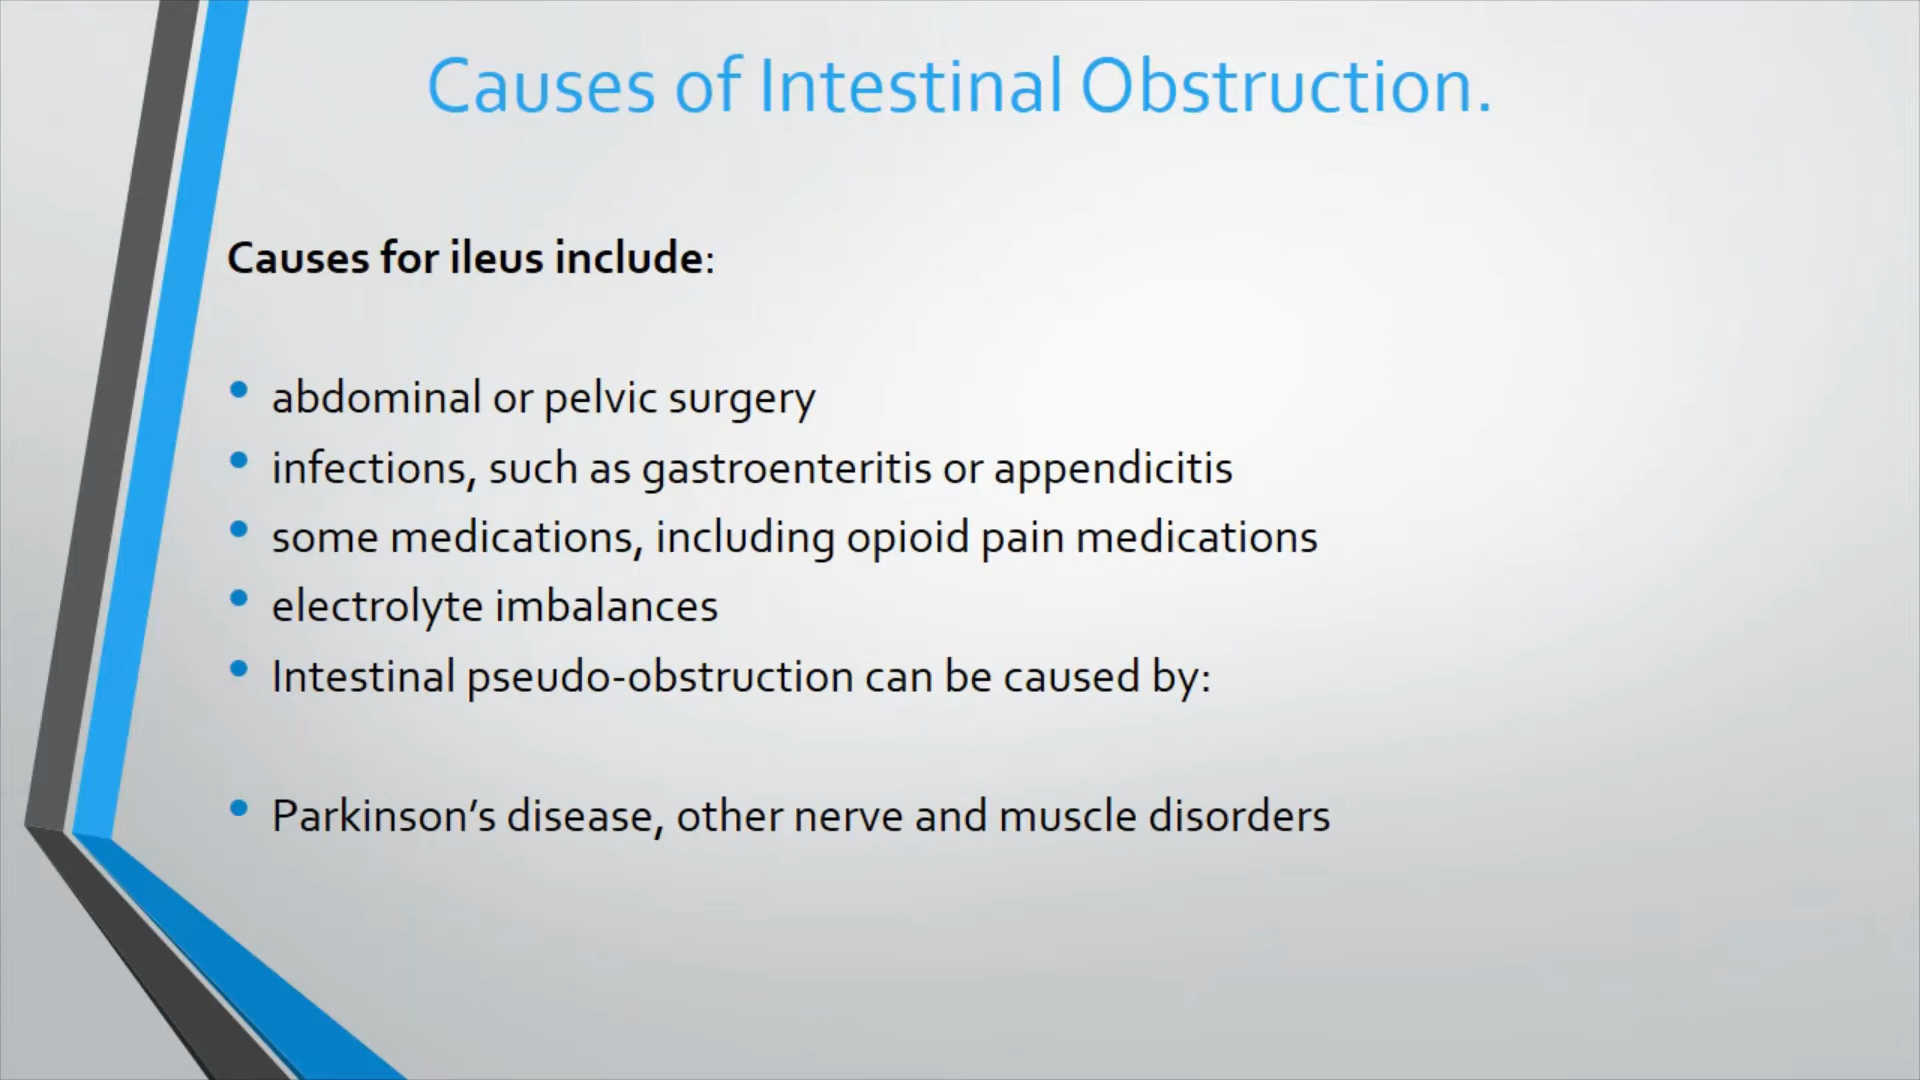 Causes of Intestinal Obstruction.
Causes for ileus include:
• abdominal or pelvic surgery
• infections, such as gastroenteritis or appendicitis
• some medications, including opioid pain medications
• electrolyte imbalances
• Intestinal pseudo-obstruction can be caused by:
• Parkinson’s disease, other nerve and muscle disorders